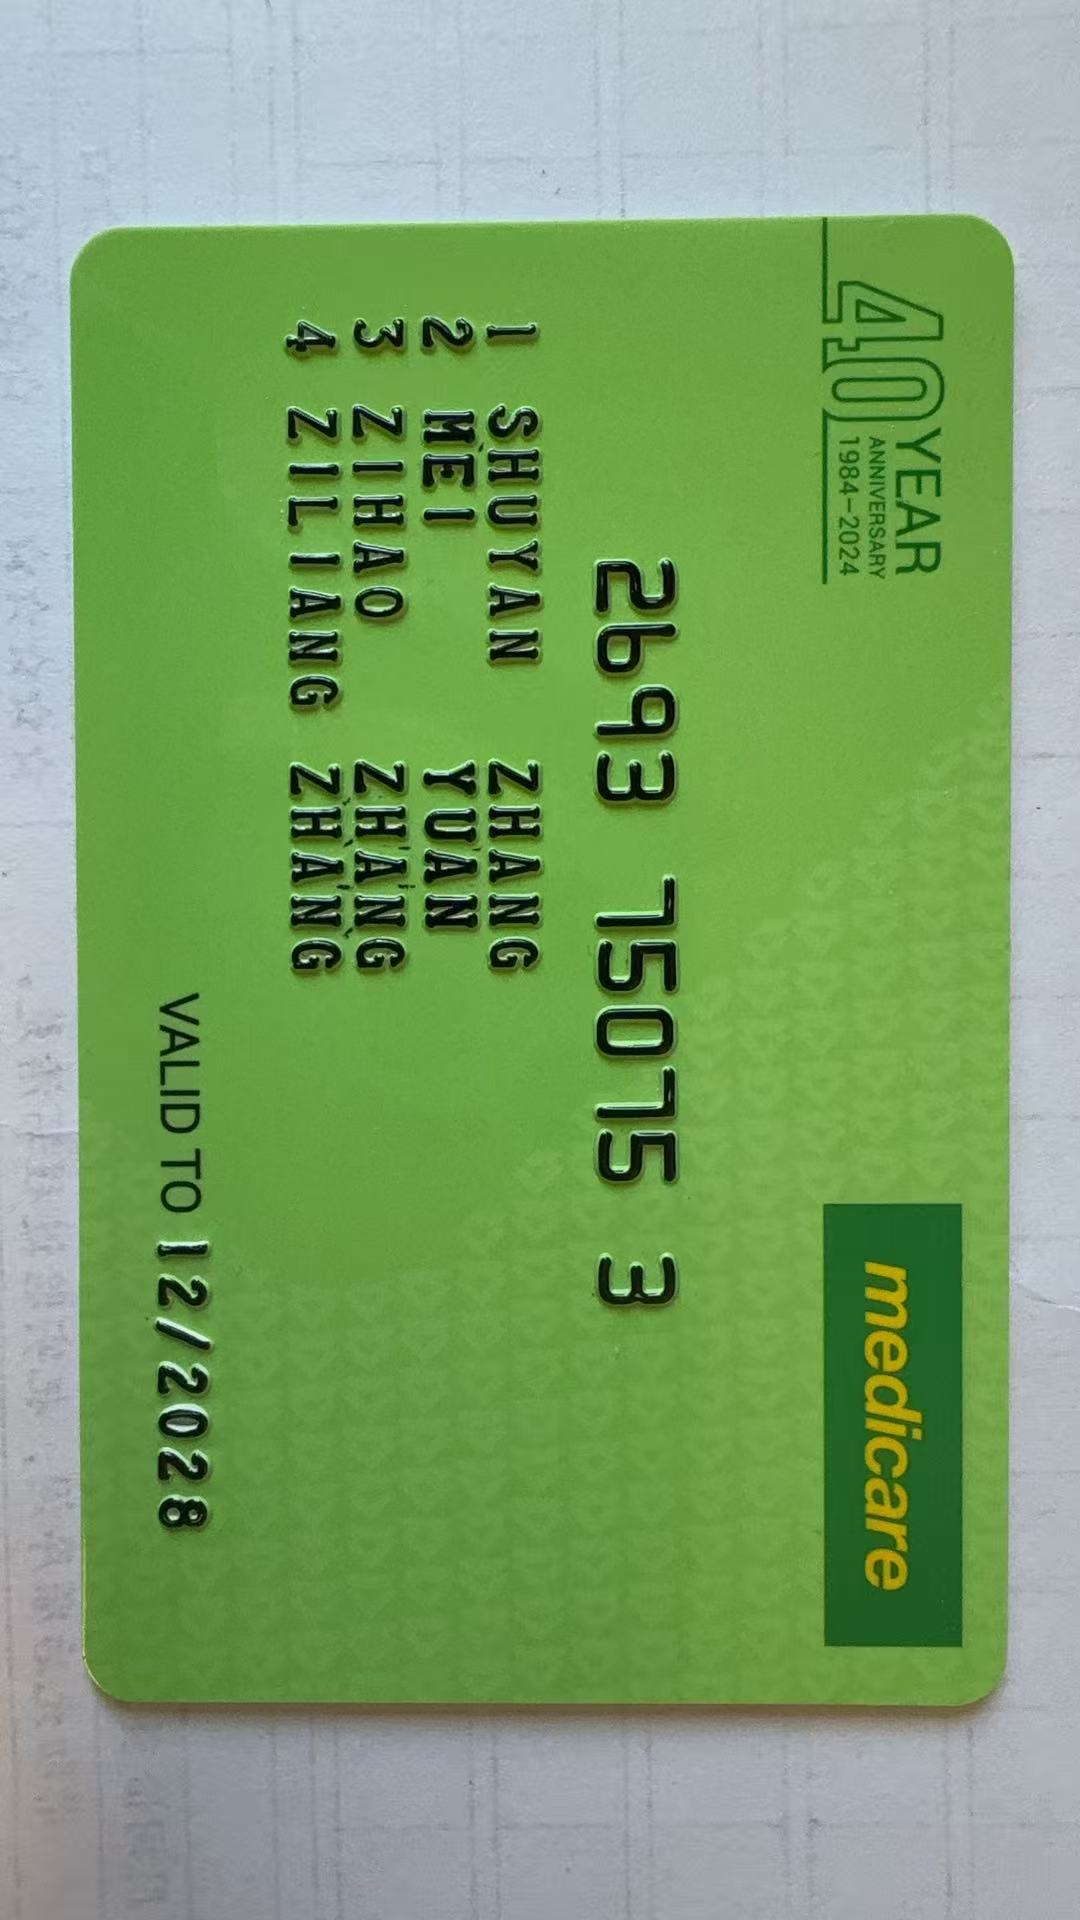 40 YEAR
ANNIVERSARY
1984–2024
medicare
2693 75075 3
1 SHUYAN ZHANG
2 MEI YUAN
3 ZIHAO ZHANG
4 ZILIANG ZHANG
VALID TO 12/2028